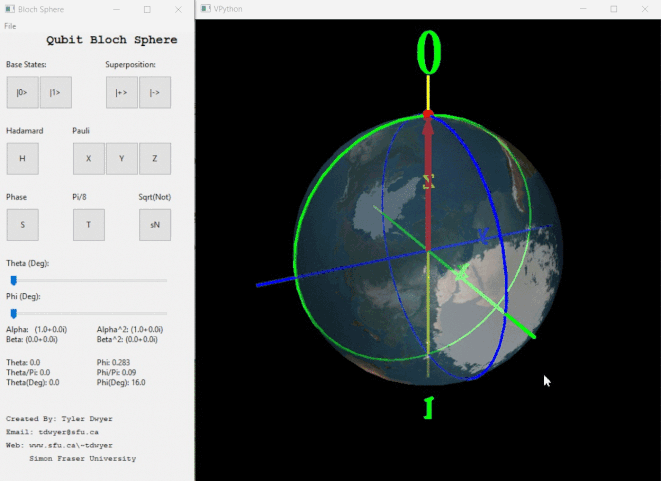 Bloch Sphere
VPython
File
Qubit Bloch Sphere
Base States:
Superposition:
|0>
|1>
|+>
|->
Hadamard
Pauli
H
X
Y
Z
Phase
Pi/8
Sqrt(Not)
S
T
sN
Theta (Deg):
Phi (Deg):
Alpha: (1.0+0.0i)
Alpha^2: (1.0+0.0i)
Beta: (0.0+0.0i)
Beta^2: (0.0+0.0i)
Theta: 0.0
Phi: 0.283
Theta/Pi: 0.0
Phi/Pi: 0.09
Theta(Deg): 0.0
Phi(Deg): 16.0
Created By: Tyler Dwyer
Email: tdwyer@sfu.ca
Web: www.sfu.ca\~tdwyer
Simon Fraser University
0
1